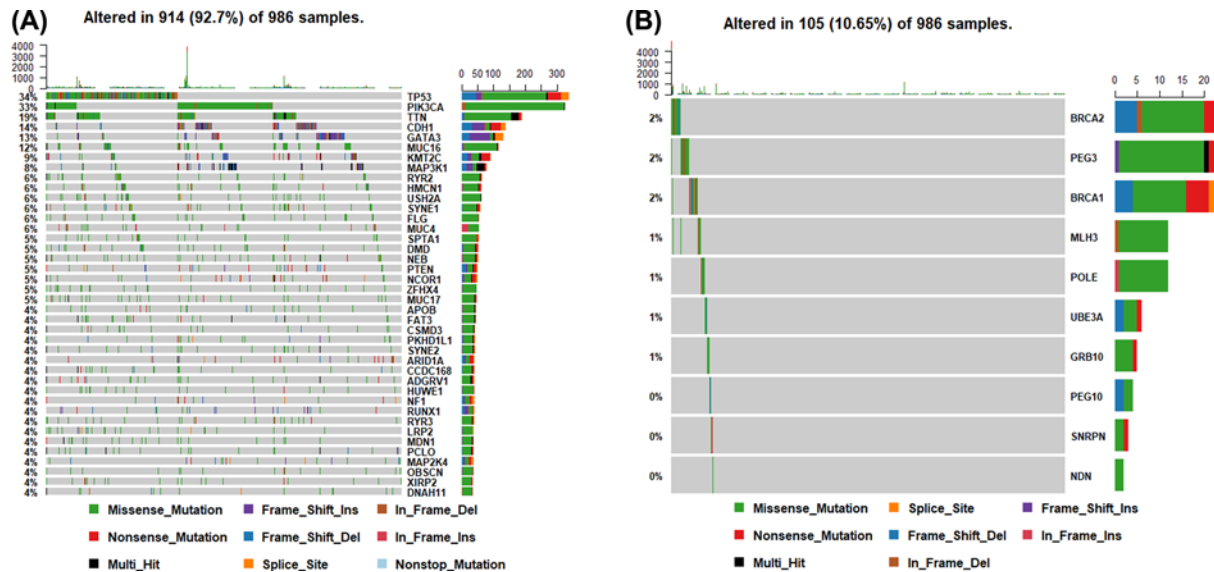 (A)
Altered in 914 (92.7%) of 986 samples.
4000
3000
2000
1000
0
0 50 100 200 300
34% TP53
33% PIK3CA
19% TTN
14% CDH1
13% GATA3
12% MUC16
9% KMT2C
8% MAP3K1
6% RYR2
6% HMCN1
6% USH2A
6% SYNE1
6% FLG
6% MUC4
5% SPTA1
5% DMD
5% NEB
5% PTEN
5% NCOR1
5% ZFHX4
5% MUC17
4% APOB
4% FAT3
4% CSMD3
4% PKHD1L1
4% SYNE2
4% ARID1A
4% CCDC168
4% ADGRV1
4% HUWE1
4% NF1
4% RUNX1
4% RYR3
4% LRP2
4% MDN1
4% PCLO
4% MAP2K4
4% OBSCN
4% XIRP2
4% DNAH11
Missense_Mutation Frame_Shift_Ins In_Frame_Del
Nonsense_Mutation Frame_Shift_Del In_Frame_Ins
Multi_Hit Splice_Site Nonstop_Mutation
(B)
Altered in 105 (10.65%) of 986 samples.
4000
3000
2000
1000
0
0 5 10 15 20
2% BRCA2
2% PEG3
2% BRCA1
1% MLH3
1% POLE
1% UBE3A
1% GRB10
0% PEG10
0% SNRPN
0% NDN
Missense_Mutation Splice_Site Frame_Shift_Ins
Nonsense_Mutation Frame_Shift_Del In_Frame_Ins
Multi_Hit In_Frame_Del